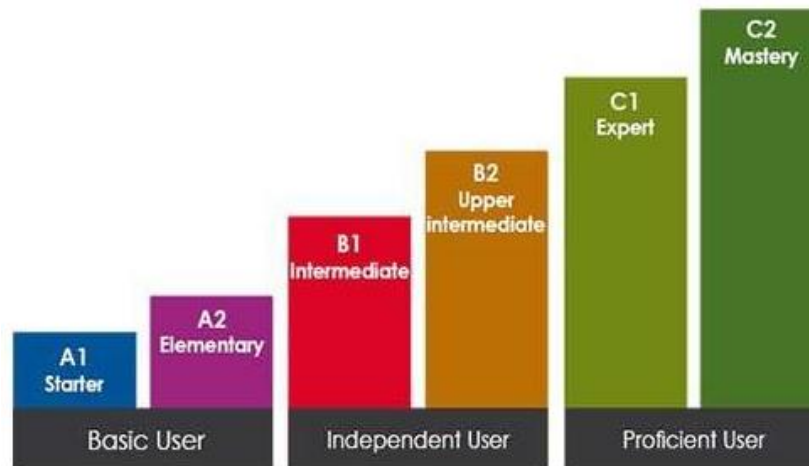 A1
Starter
A2
Elementary
B1
Intermediate
B2
Upper
intermediate
C1
Expert
C2
Mastery
Basic User
Independent User
Proficient User